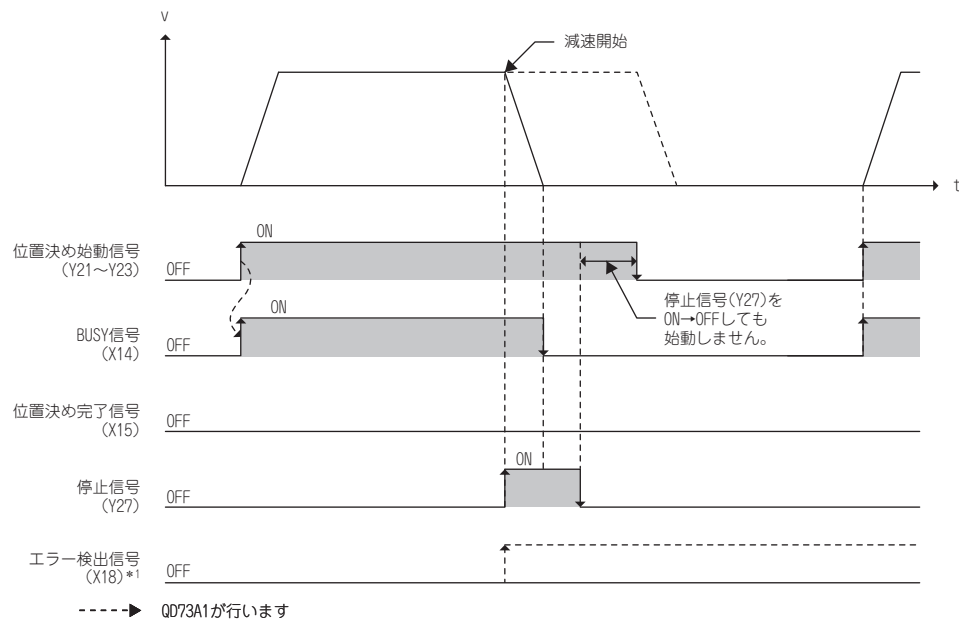 v
減速開始
t
位置決め始動信号
(Y21～Y23)
OFF
ON
停止信号(Y27)を
ON→OFFしても
始動しません。
BUSY信号
(X14)
OFF
ON
位置決め完了信号
(X15)
OFF
停止信号
(Y27)
OFF
ON
エラー検出信号
(X18)*1
OFF
QD73A1が行います